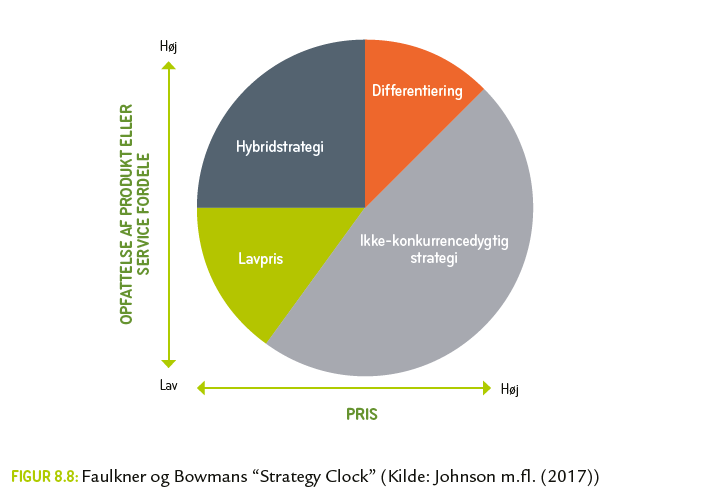 Høj
OPFATTELSE AF PRODUKT ELLER
SERVICE FORDELE
Differentiering
Hybridstrategi
Ikke-konkurrencedygtig
strategi
Lavpris
Lav
Høj
PRIS
FIGUR 8.8: Faulkner og Bowmans “Strategy Clock” (Kilde: Johnson m.fl. (2017))